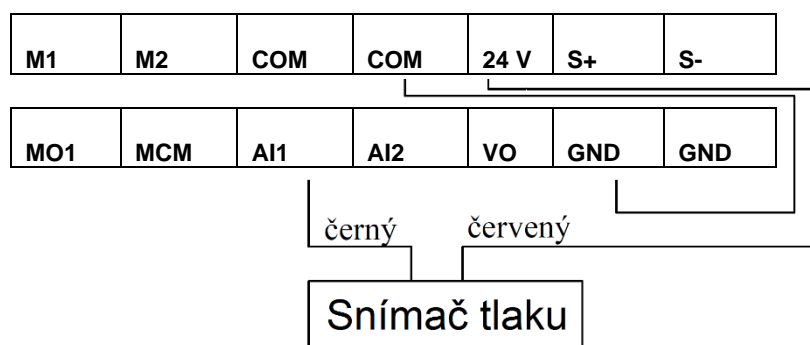 M1 M2 COM COM 24 V S+ S-
MO1 MCM AI1 AI2 VO GND GND
černý červený
Snímač tlaku